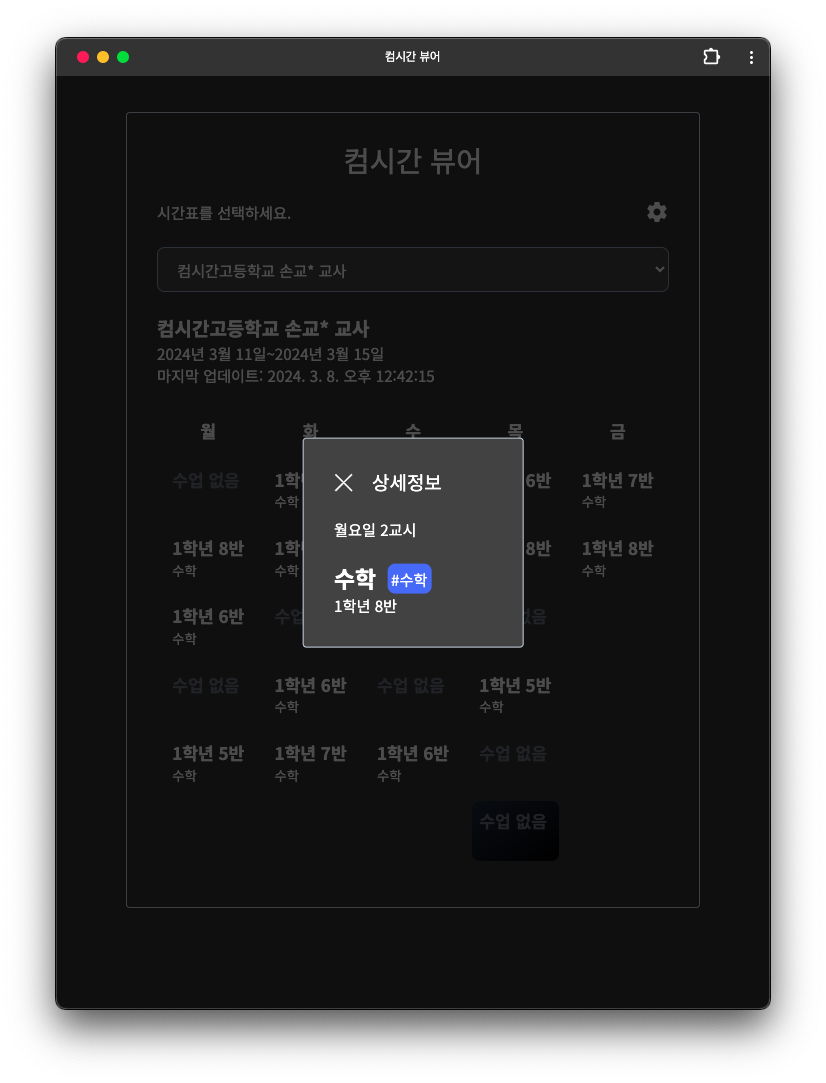 컴시간 뷰어
컴시간 뷰어
시간표를 선택하세요.
컴시간고등학교 손교* 교사
컴시간고등학교 손교* 교사
2024년 3월 11일~2024년 3월 15일
마지막 업데이트: 2024. 3. 8. 오후 12:42:15
월 화 수 목 금
수업 없음 1학 6반 1학년 7반
수학 수학 수학
1학년 8반 1학 8반 1학년 8반
수학 수학 수학
1학년 6반 수업 없음
수학
상세정보
월요일 2교시
수학 #수학
1학년 8반
수업 없음 1학년 6반 수업 없음 1학년 5반
수학 수학
1학년 5반 1학년 7반 1학년 6반 수업 없음
수학 수학 수학
수업 없음